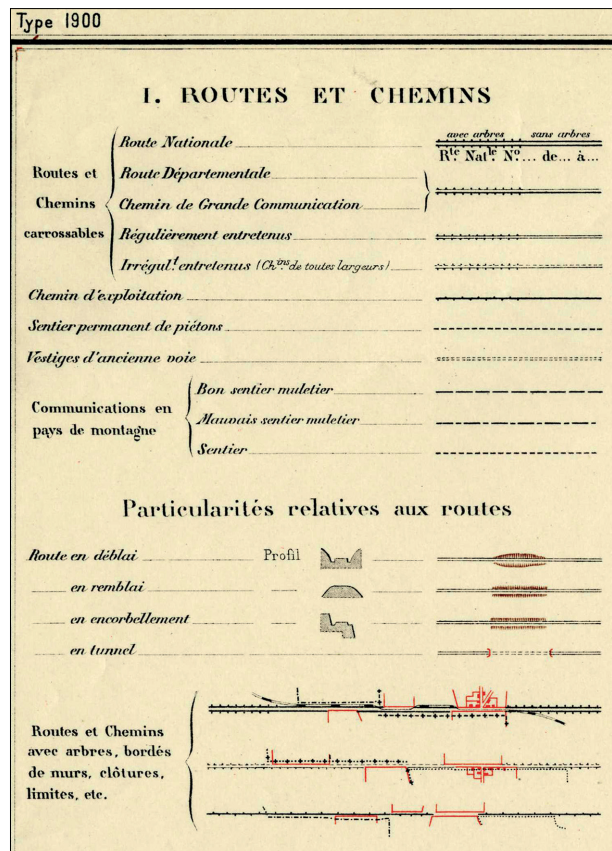 Type 1900
I. ROUTES ET CHEMINS
Routes et
Chemins
carrossables
Route Nationale
avec arbres sans arbres
Rte. Natle. No. ... de... à...
Route Départementale
Chemin de Grande Communication
Régulièrement entretenus
Irrégult. entretenus (Chins. de toutes largeurs)
Chemin d'exploitation
Sentier permanent de piétons
Vestiges d'ancienne voie
Communications en
pays de montagne
Bon sentier muletier
Mauvais sentier muletier
Sentier
Particularités relatives aux routes
Route en déblai Profil
en remblai
en encorbellement
en tunnel
Routes et Chemins
avec arbres, bordés
de murs, clôtures,
limites, etc.